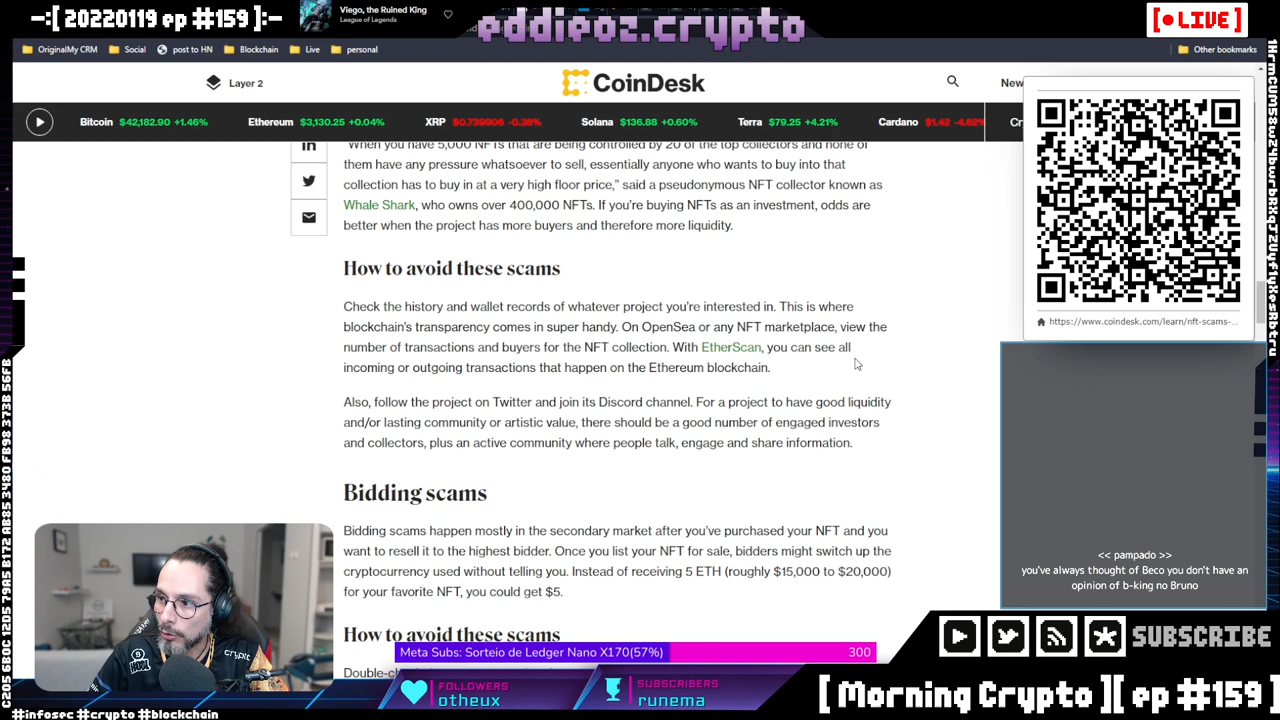 -:[ 20220119 ep #159 ]:-
Viego, the Ruined King
League of Legends
eddieoz.crypto
[ LIVE ]
OriginalMy CRM
Social
post to HN
Blockchain
Live
personal
Other bookmarks
Layer 2
CoinDesk
New
Bitcoin $42,182.90 +1.46%
Ethereum $3,130.25 +0.04%
XRP $0.739906 -0.38%
Solana $136.88 +0.60%
Terra $79.25 +4.21%
Cardano $1.42 -4.82%
Cr
"When you have 5,000 NFTs that are being controlled by 20 of the top collectors and none of
them have any pressure whatsoever to sell, essentially anyone who wants to buy into that
collection has to buy in at a very high floor price,” said a pseudonymous NFT collector known as
Whale Shark, who owns over 400,000 NFTs. If you’re buying NFTs as an investment, odds are
better when the project has more buyers and therefore more liquidity.
How to avoid these scams
Check the history and wallet records of whatever project you’re interested in. This is where
blockchain’s transparency comes in super handy. On OpenSea or any NFT marketplace, view the
number of transactions and buyers for the NFT collection. With EtherScan, you can see all
incoming or outgoing transactions that happen on the Ethereum blockchain.
Also, follow the project on Twitter and join its Discord channel. For a project to have good liquidity
and/or lasting community or artistic value, there should be a good number of engaged investors
and collectors, plus an active community where people talk, engage and share information.
Bidding scams
Bidding scams happen mostly in the secondary market after you’ve purchased your NFT and you
want to resell it to the highest bidder. Once you list your NFT for sale, bidders might switch up the
cryptocurrency used without telling you. Instead of receiving 5 ETH (roughly $15,000 to $20,000)
for your favorite NFT, you could get $5.
How to avoid these scams
https://www.coindesk.com/learn/nft-scams-...
<< pampado >>
you've always thought of Beco you don't have an
opinion of b-king no Bruno
Meta Subs: Sorteio de Ledger Nano X170(57%)
300
FOLLOWERS
otheux
SUBSCRIBERS
runema
SUBSCRIBE
[ Morning Crypto ][ ep #159 ]
#infosec #crypto #blockchain